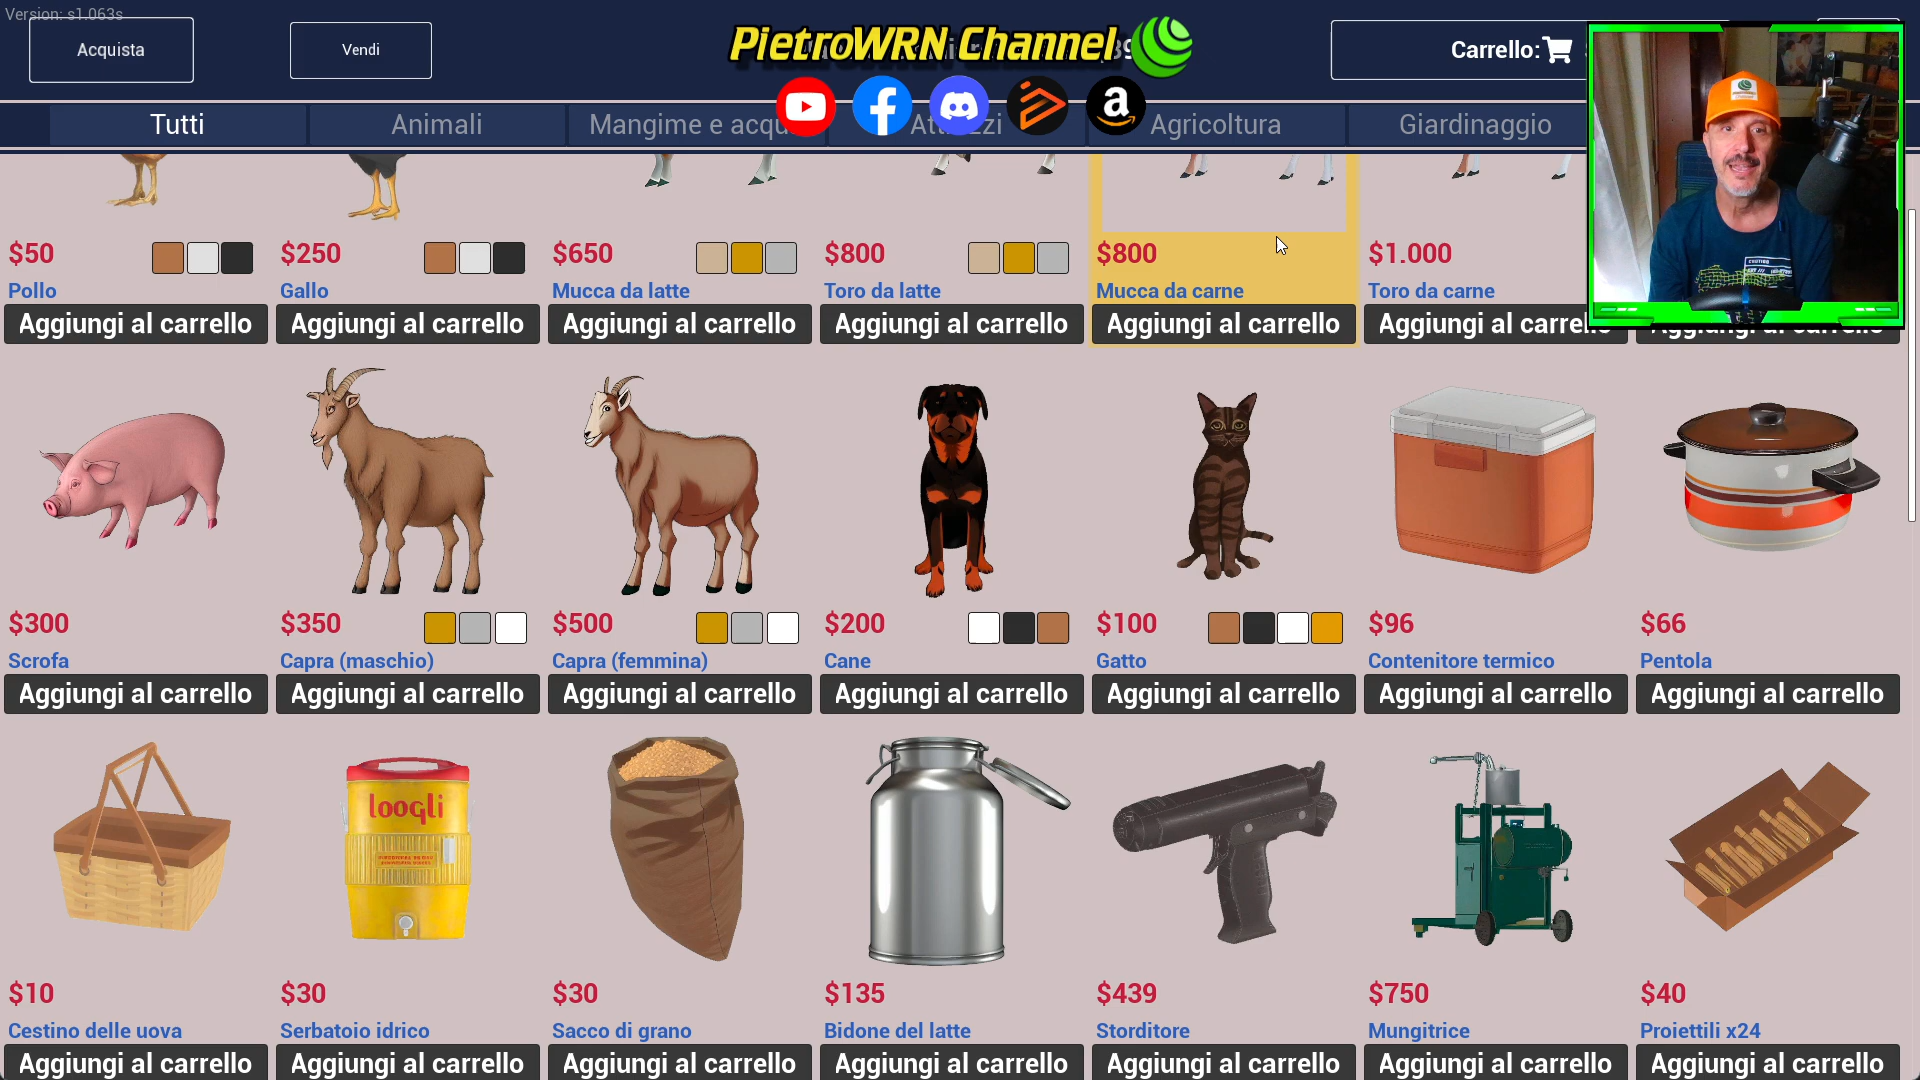 Version: s1.063s
Acquista
Vendi
PietroWRN Channel
Carrello:
Tutti
Animali
Mangime e acqu
Agricoltura
Giardinaggio
$50
$250
$650
$800
$800
$1.000
Pollo
Gallo
Mucca da latte
Toro da latte
Mucca da carne
Toro da carne
Aggiungi al carrello
Aggiungi al carrello
Aggiungi al carrello
Aggiungi al carrello
Aggiungi al carrello
Aggiungi al carrello
Aggiungi al carrello
loogli
$300
$350
$500
$200
$100
$96
$66
Scrofa
Capra (maschio)
Capra (femmina)
Cane
Gatto
Contenitore termico
Pentola
Aggiungi al carrello
Aggiungi al carrello
Aggiungi al carrello
Aggiungi al carrello
Aggiungi al carrello
Aggiungi al carrello
Aggiungi al carrello
$10
$30
$30
$135
$439
$750
$40
Cestino delle uova
Serbatoio idrico
Sacco di grano
Bidone del latte
Storditore
Mungitrice
Proiettili x24
Aggiungi al carrello
Aggiungi al carrello
Aggiungi al carrello
Aggiungi al carrello
Aggiungi al carrello
Aggiungi al carrello
Aggiungi al carrello